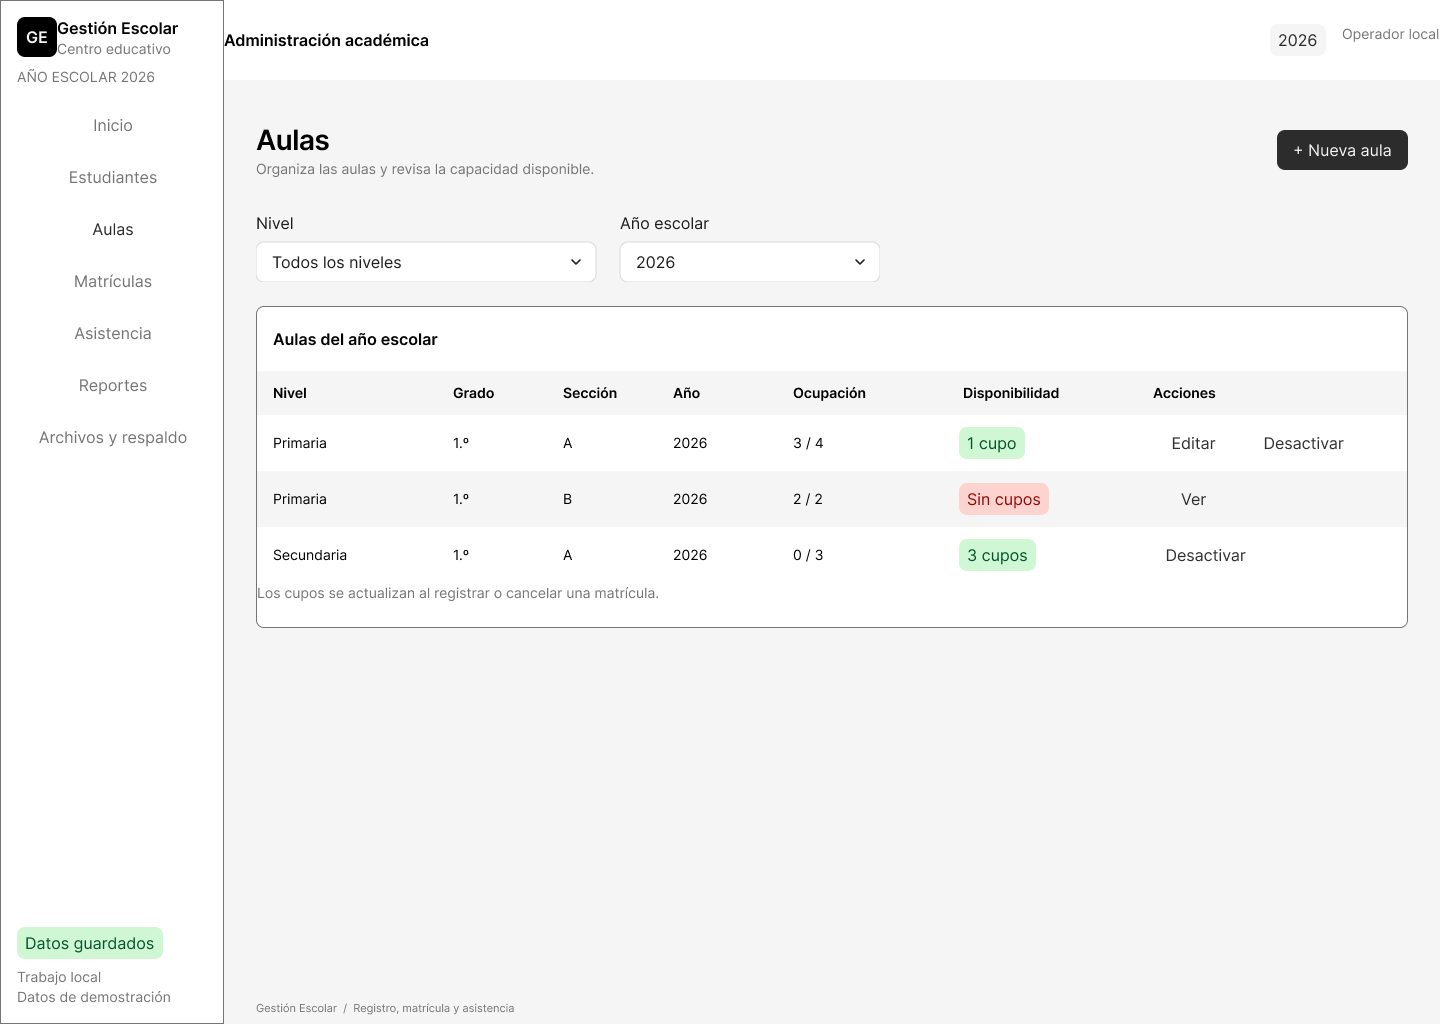 GE
Gestión Escolar
Centro educativo
AÑO ESCOLAR 2026
Inicio
Estudiantes
Aulas
Matrículas
Asistencia
Reportes
Archivos y respaldo
Datos guardados
Trabajo local
Datos de demostración
Administración académica
2026
Operador local
Aulas
Organiza las aulas y revisa la capacidad disponible.
+ Nueva aula
Nivel
Todos los niveles
Año escolar
2026
Aulas del año escolar
Nivel Grado Sección Año Ocupación Disponibilidad Acciones
Primaria 1.º A 2026 3 / 4 1 cupo Editar Desactivar
Primaria 1.º B 2026 2 / 2 Sin cupos Ver
Secundaria 1.º A 2026 0 / 3 3 cupos Desactivar
Los cupos se actualizan al registrar o cancelar una matrícula.
Gestión Escolar / Registro, matrícula y asistencia